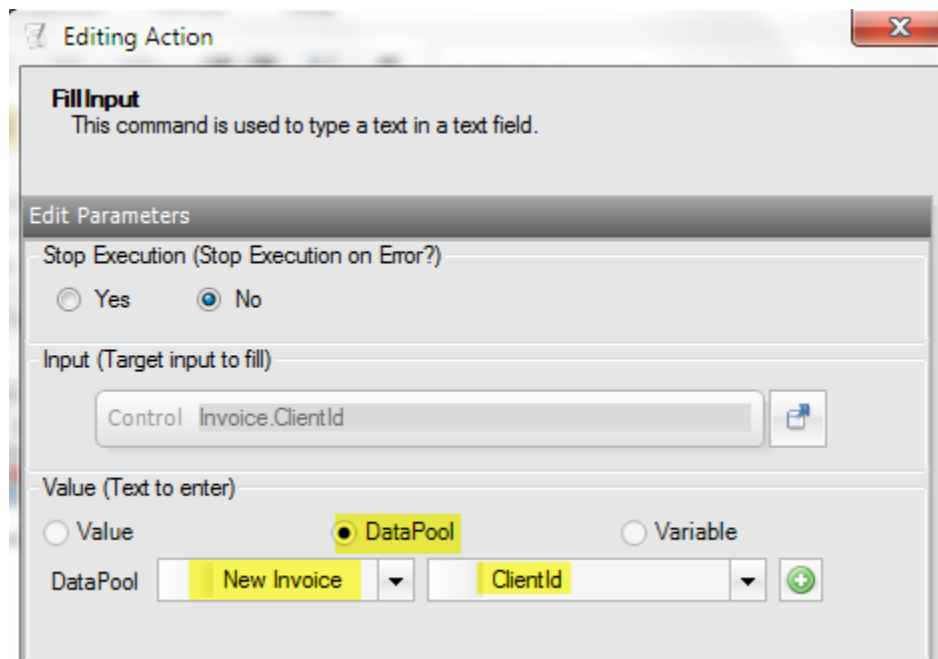 Editing Action
FillInput
This command is used to type a text in a text field.
Edit Parameters
Stop Execution (Stop Execution on Error?)
Yes No
Input (Target input to fill)
Control Invoice.ClientId
Value (Text to enter)
Value DataPool Variable
DataPool New Invoice ClientId